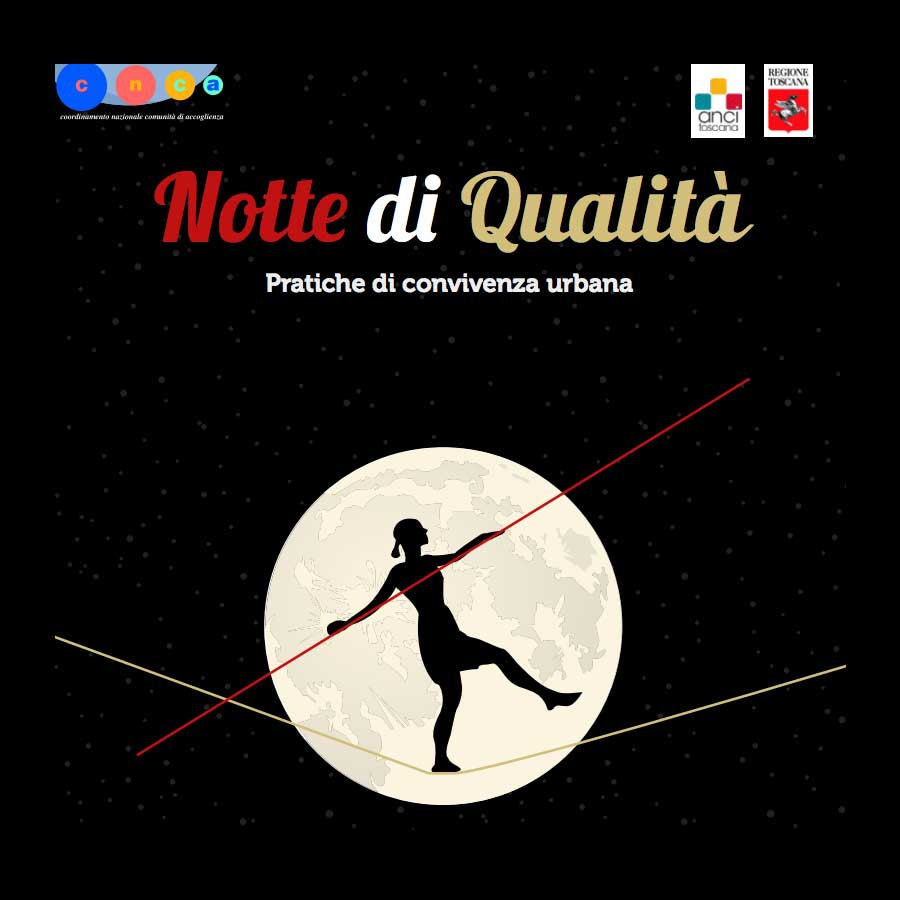 c n c a
coordinamento nazionale comunità di accoglienza
anci
toscana
REGIONE
TOSCANA
Notte di Qualità
Pratiche di convivenza urbana